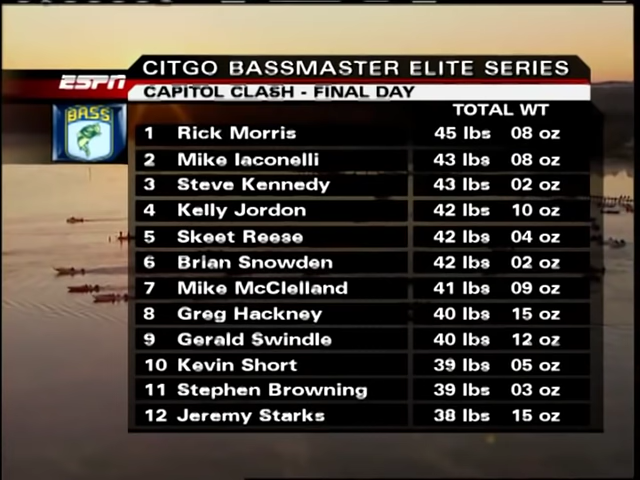 CITGO BASSMASTER ELITE SERIES
ESPN
CAPITOL CLASH - FINAL DAY
BASS
TOTAL WT
1 Rick Morris 45 lbs 08 oz
2 Mike Iaconelli 43 lbs 08 oz
3 Steve Kennedy 43 lbs 02 oz
4 Kelly Jordon 42 lbs 10 oz
5 Skeet Reese 42 lbs 04 oz
6 Brian Snowden 42 lbs 02 oz
7 Mike McClelland 41 lbs 09 oz
8 Greg Hackney 40 lbs 15 oz
9 Gerald Swindle 40 lbs 12 oz
10 Kevin Short 39 lbs 05 oz
11 Stephen Browning 39 lbs 03 oz
12 Jeremy Starks 38 lbs 15 oz